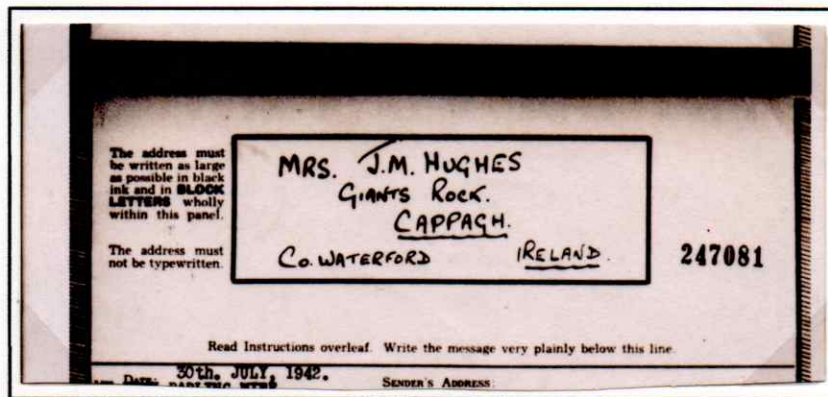 The address must
be written as large
as possible in black
ink and in BLOCK
LETTERS wholly
within this panel.
The address must
not be typewritten.
MRS. J.M. HUGHES
GIANTS ROCK.
CAPPAGH.
Co. WATERFORD IRELAND.
247081
Read Instructions overleaf. Write the message very plainly below this line.
DATE: 30th. JULY, 1942.
SENDER'S ADDRESS: